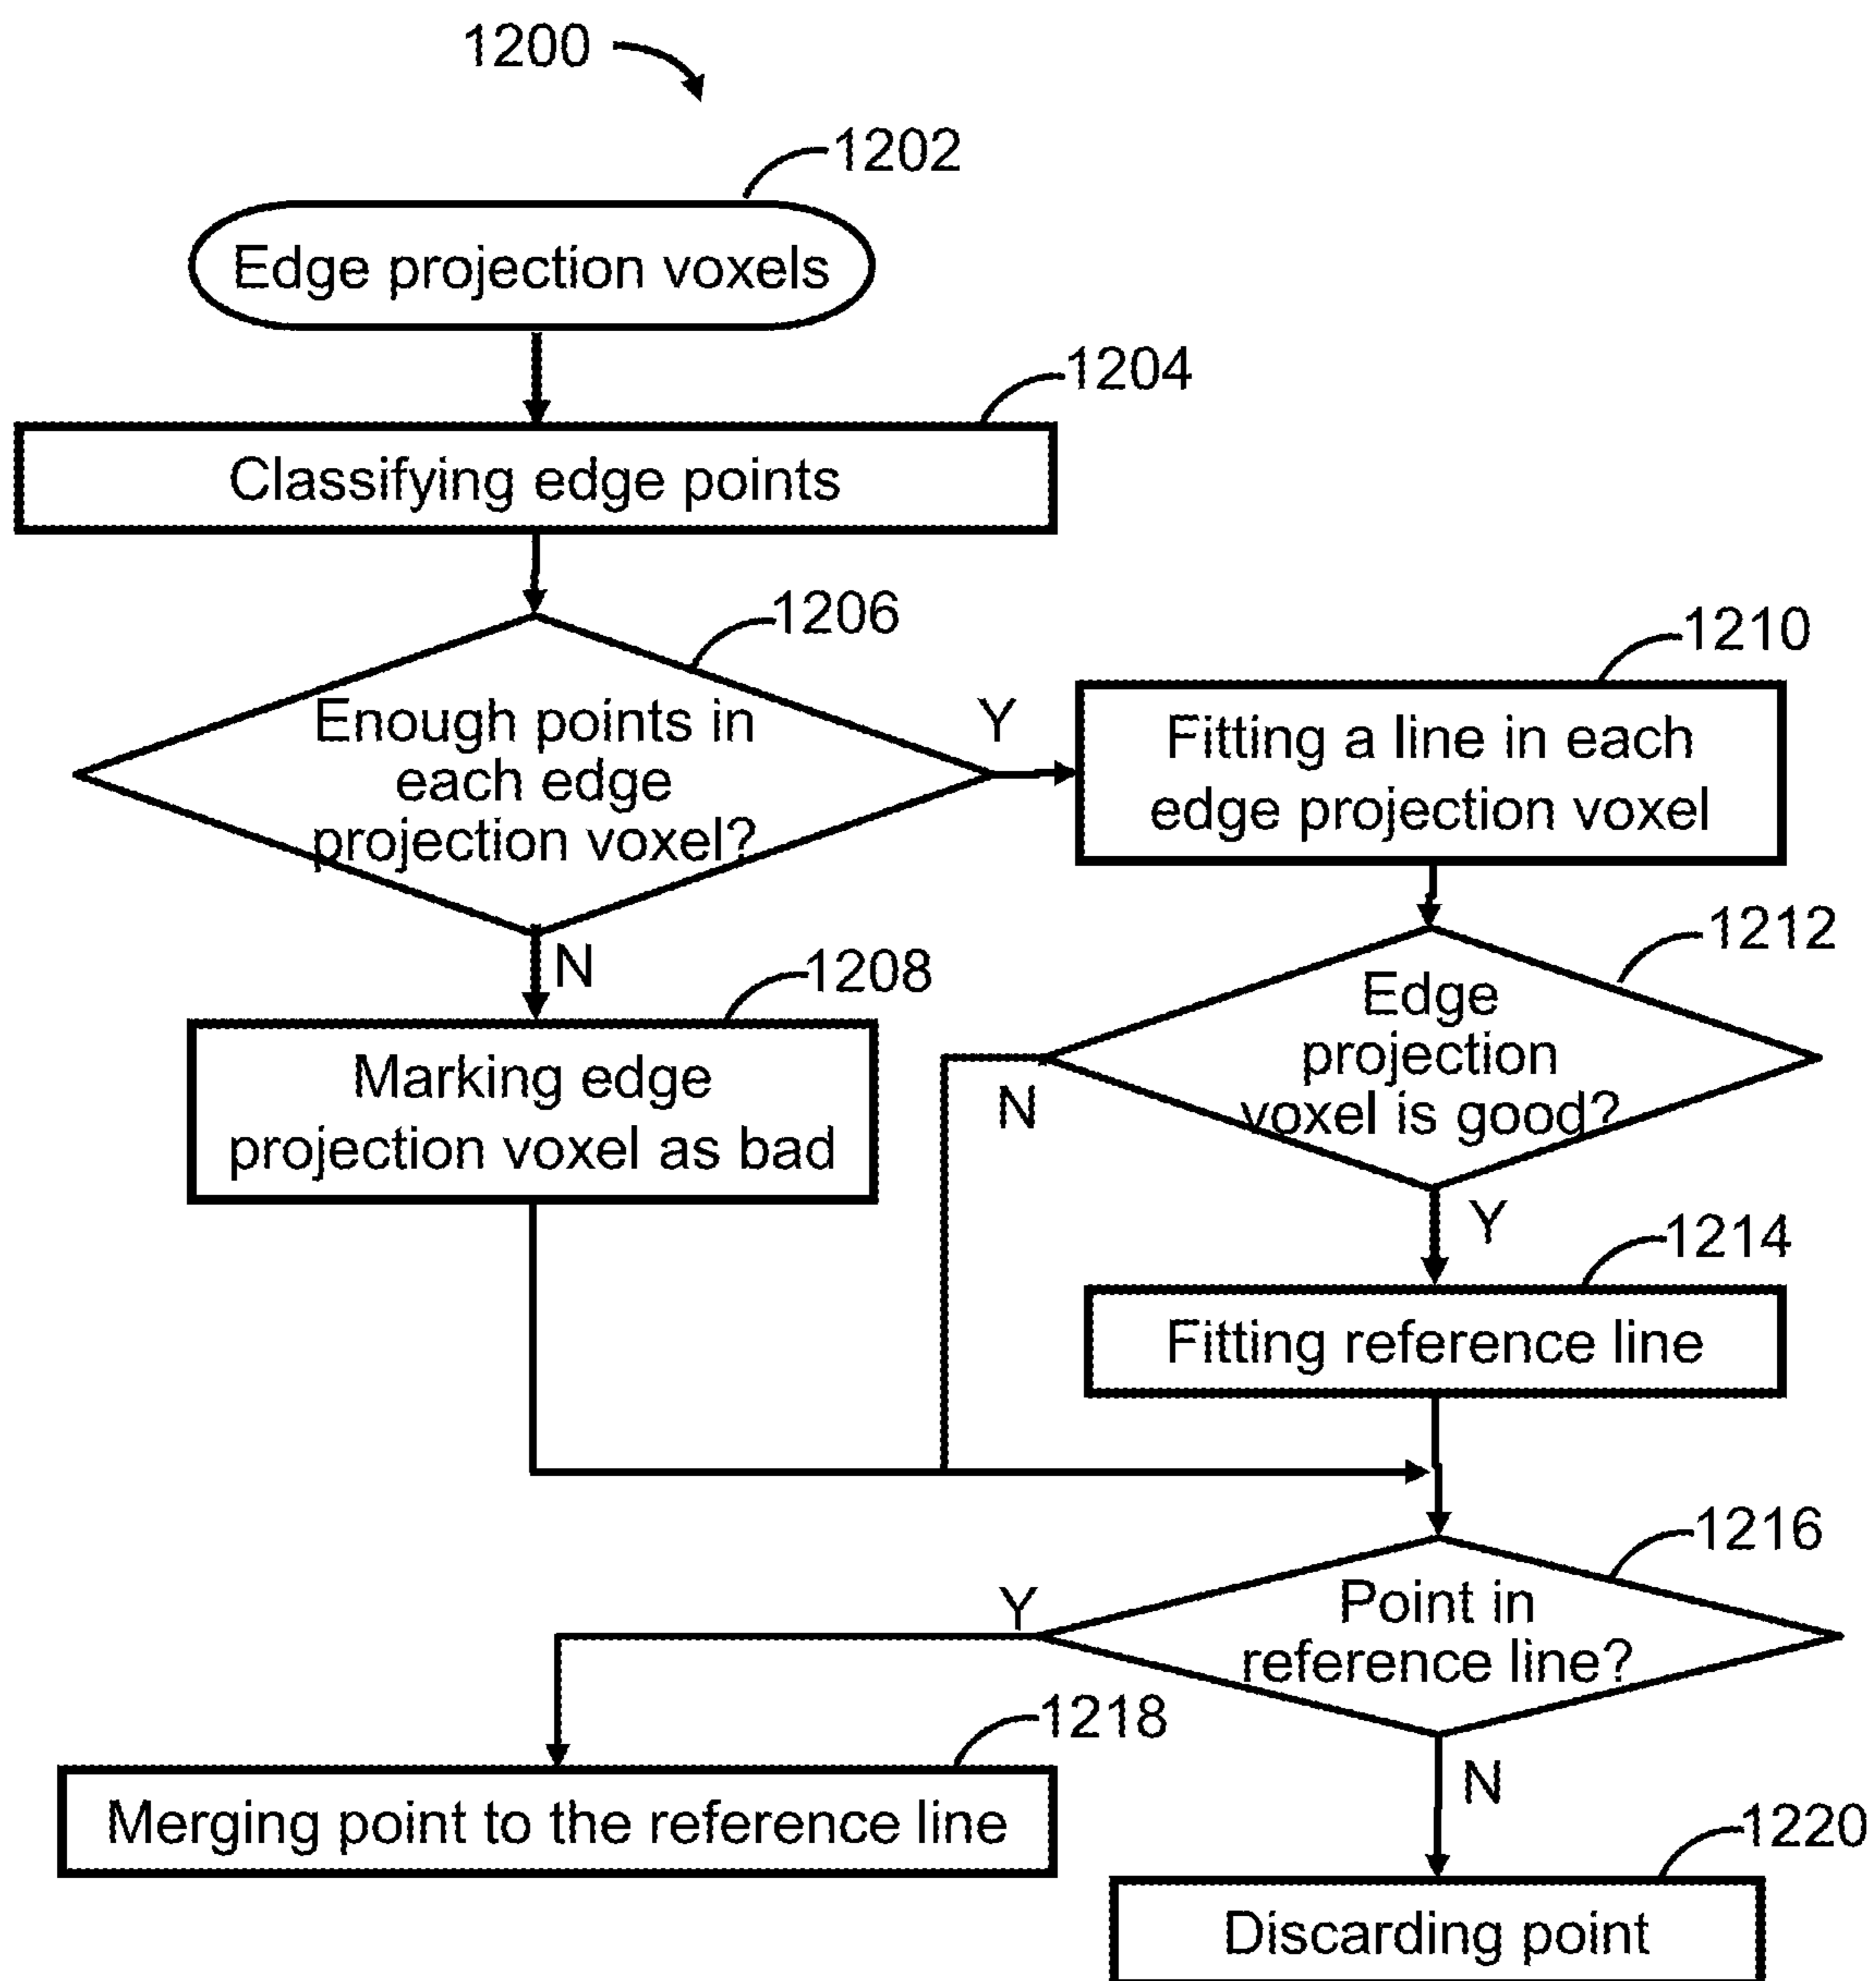 1200
1202
Edge projection voxels
1204
Classifying edge points
1206
Enough points in
each edge
projection voxel?
Y
1210
Fitting a line in each
edge projection voxel
N
1208
Marking edge
projection voxel as bad
1212
Edge
projection
voxel is good?
N
Y
1214
Fitting reference line
1216
Point in
reference line?
Y
1218
Merging point to the reference line
N
1220
Discarding point